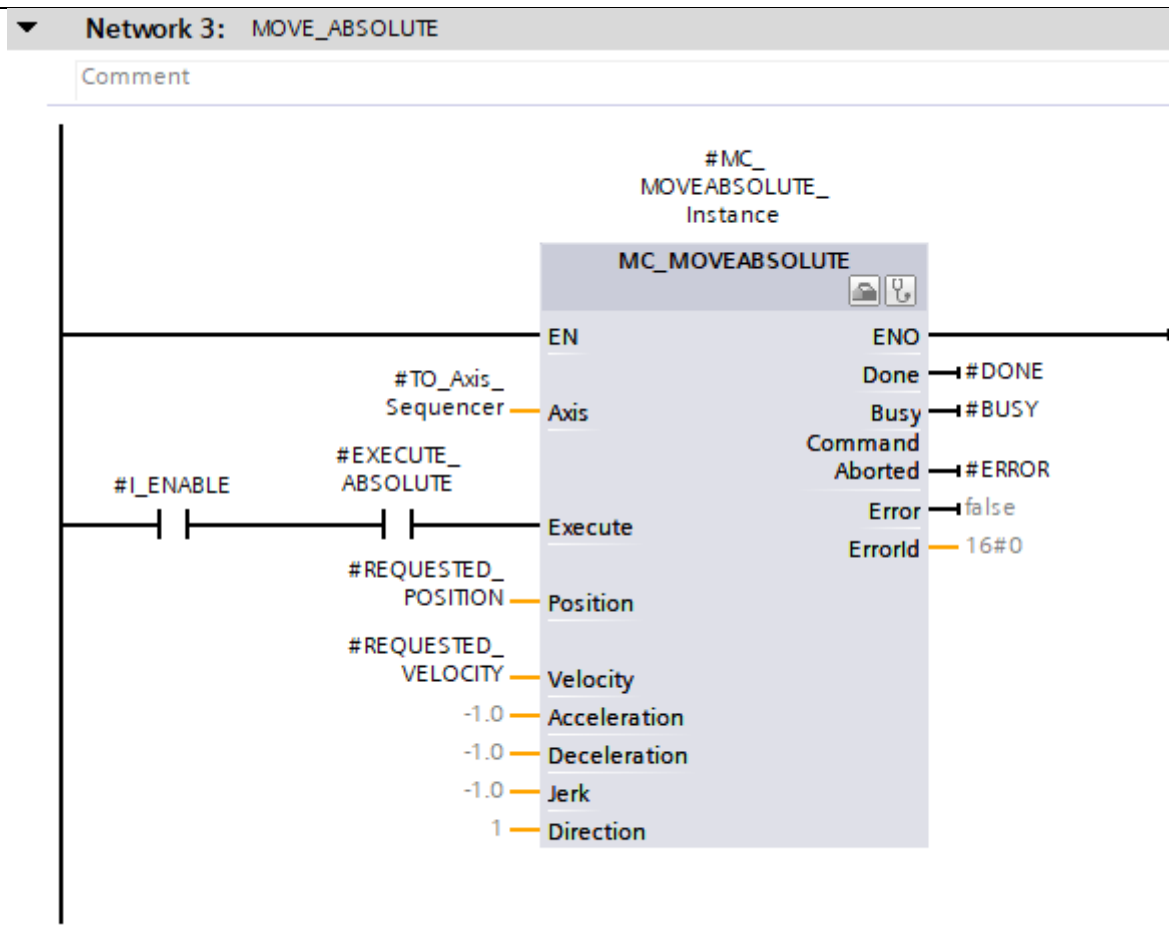 Network 3: MOVE_ABSOLUTE
Comment
#MC_
MOVEABSOLUTE_
Instance
MC_MOVEABSOLUTE
EN
ENO
#TO_Axis_
Sequencer
Axis
Done
#DONE
Busy
#BUSY
Command
Aborted
#ERROR
#I_ENABLE
#EXECUTE_
ABSOLUTE
Execute
Error
false
ErrorId
16#0
#REQUESTED_
POSITION
Position
#REQUESTED_
VELOCITY
Velocity
-1.0
Acceleration
-1.0
Deceleration
-1.0
Jerk
1
Direction